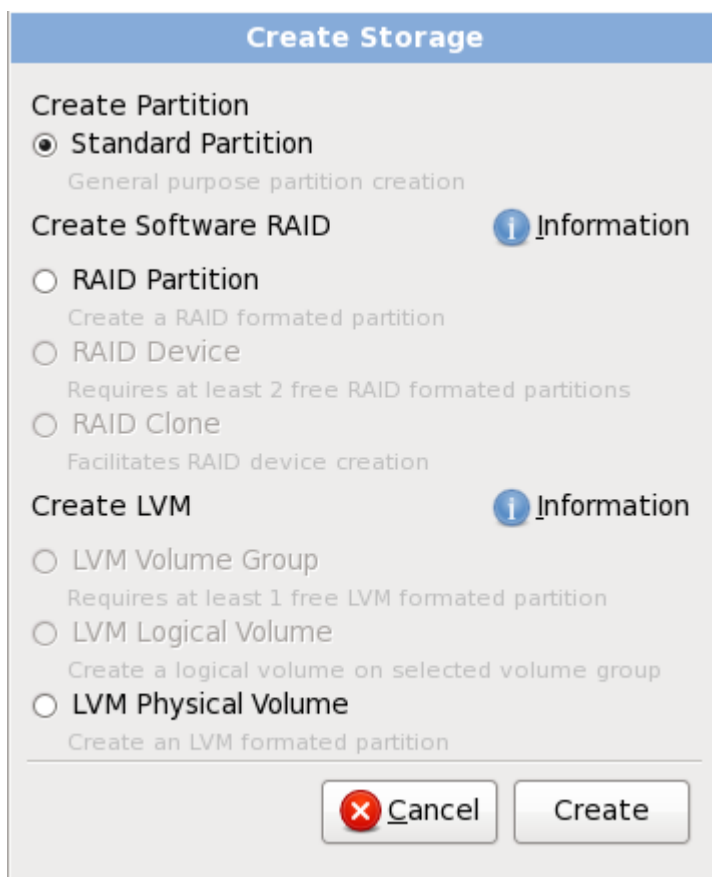 Create Storage
Create Partition
Standard Partition
General purpose partition creation
Create Software RAID
Information
RAID Partition
Create a RAID formated partition
RAID Device
Requires at least 2 free RAID formated partitions
RAID Clone
Facilitates RAID device creation
Create LVM
Information
LVM Volume Group
Requires at least 1 free LVM formated partition
LVM Logical Volume
Create a logical volume on selected volume group
LVM Physical Volume
Create an LVM formated partition
Cancel
Create